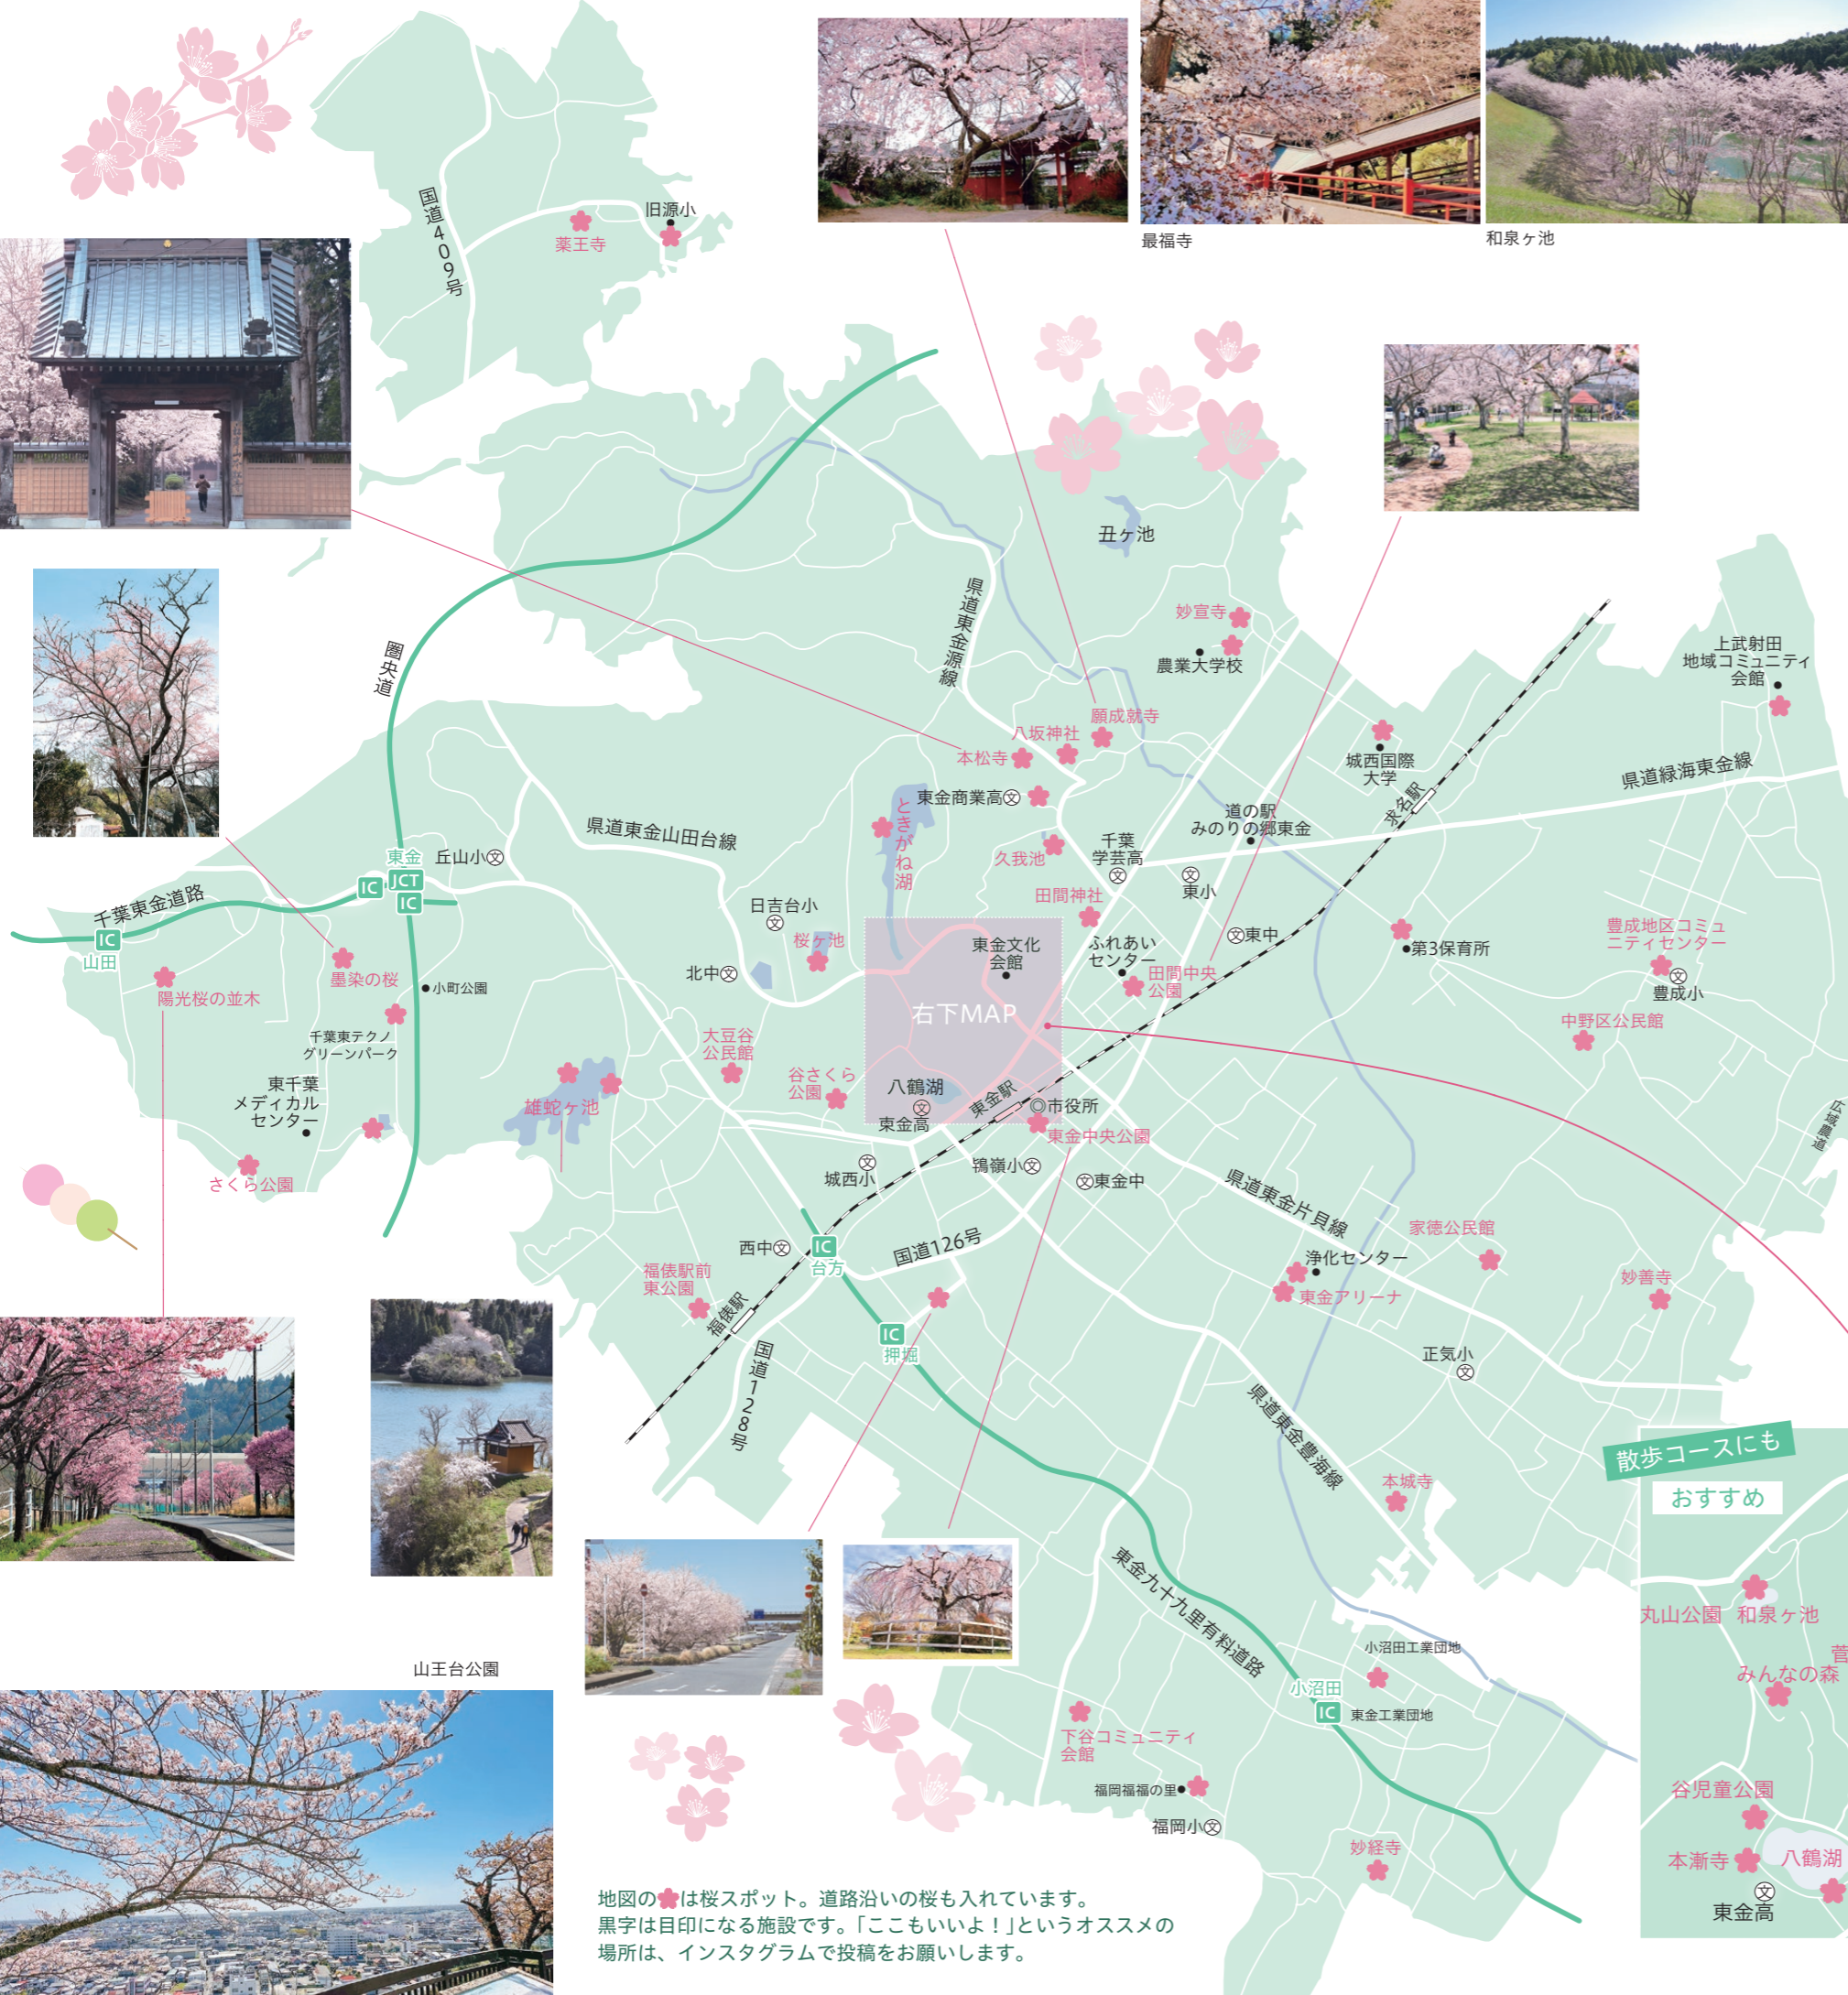 国道409号
薬王寺
旧源小
最福寺
和泉ヶ池
丑ヶ池
県道東金源線
圏央道
妙宣寺
農業大学校
上武射田
地域コミュニティ
会館
願成就寺
八坂神社
本松寺
東金商業高文
城西国際
大学
求名駅
県道緑海東金線
道の駅
みのりの郷東金
ときがね湖
久我池
千葉
学芸高
文
文
東小
県道東金山田台線
東金
JCT
IC
IC
丘山小文
千葉東金道路
IC
山田
日吉台小
文
桜ヶ池
北中文
田間神社
東金文化
会館
ふれあい
センター
文東中
田間中央
公園
第3保育所
豊成地区コミュ
ニティセンター
文
豊成小
中野区公民館
右下MAP
墨染の桜
陽光桜の並木
小町公園
千葉東テクノ
グリーンパーク
東千葉
メディカル
センター
さくら公園
大豆谷
公民館
谷さくら
公園
雄蛇ヶ池
八鶴湖
文
東金高
東金駅
◎市役所
東金中央公園
広域農道
城西小
文
鴇嶺小文
文東金中
県道東金片貝線
家徳公民館
浄化センター
東金アリーナ
妙善寺
西中文
IC
台方
国道126号
福俵駅前
東公園
福俵駅
国道128号
IC
押堀
正気小
文
県道東金豊海線
本城寺
散歩コースにも
おすすめ
東金九十九里有料道路
丸山公園
和泉ヶ池
菅
みんなの森
小沼田工業団地
小沼田
IC
東金工業団地
山王台公園
下谷コミュニティ
会館
福岡福福の里
福岡小文
妙経寺
谷児童公園
本漸寺
八鶴湖
文
東金高
地図の は桜スポット。道路沿いの桜も入れています。
黒字は目印になる施設です。「ここもいいよ！」というオススメの
場所は、インスタグラムで投稿をお願いします。